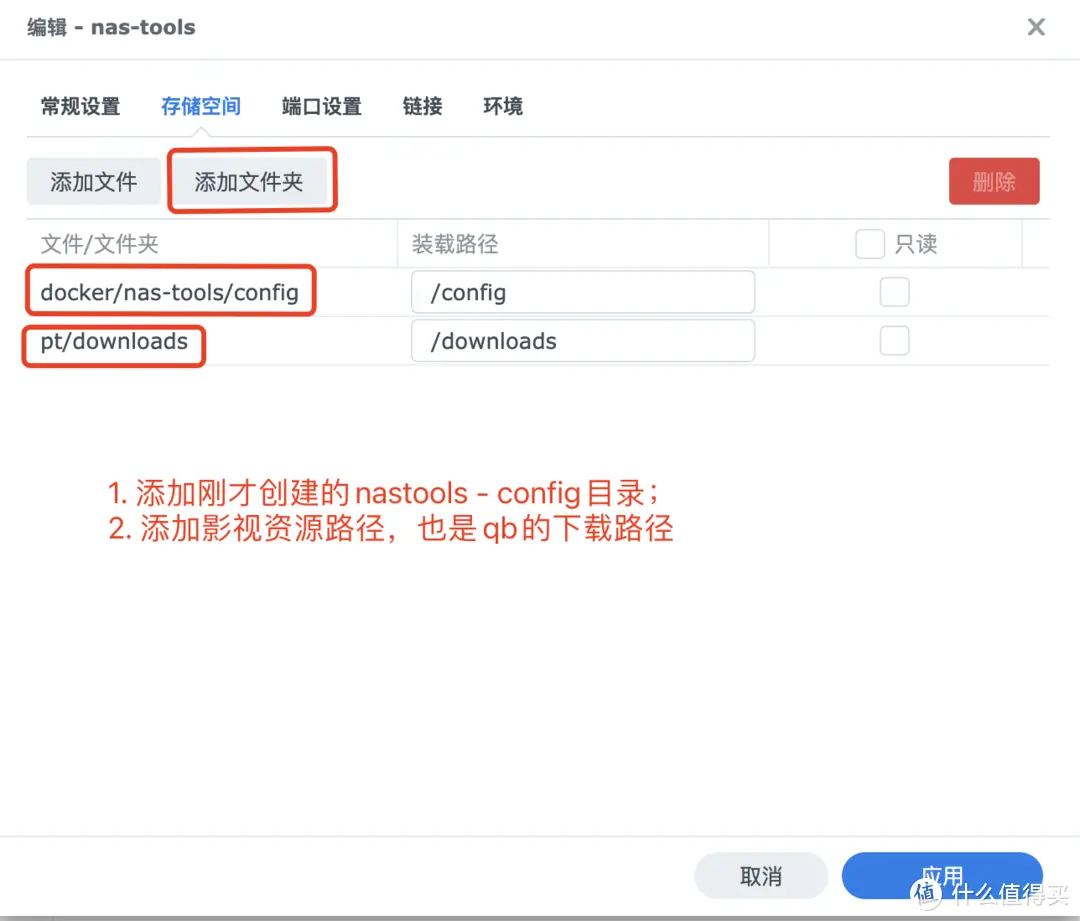 编辑 - nas-tools
常规设置 存储空间 端口设置 链接 环境
添加文件 添加文件夹 删除
文件/文件夹 装载路径 只读
docker/nas-tools/config /config
pt/downloads /downloads
1. 添加刚才创建的nastools - config目录；
2. 添加影视资源路径，也是qb的下载路径
取消 应用
值 什么值得买